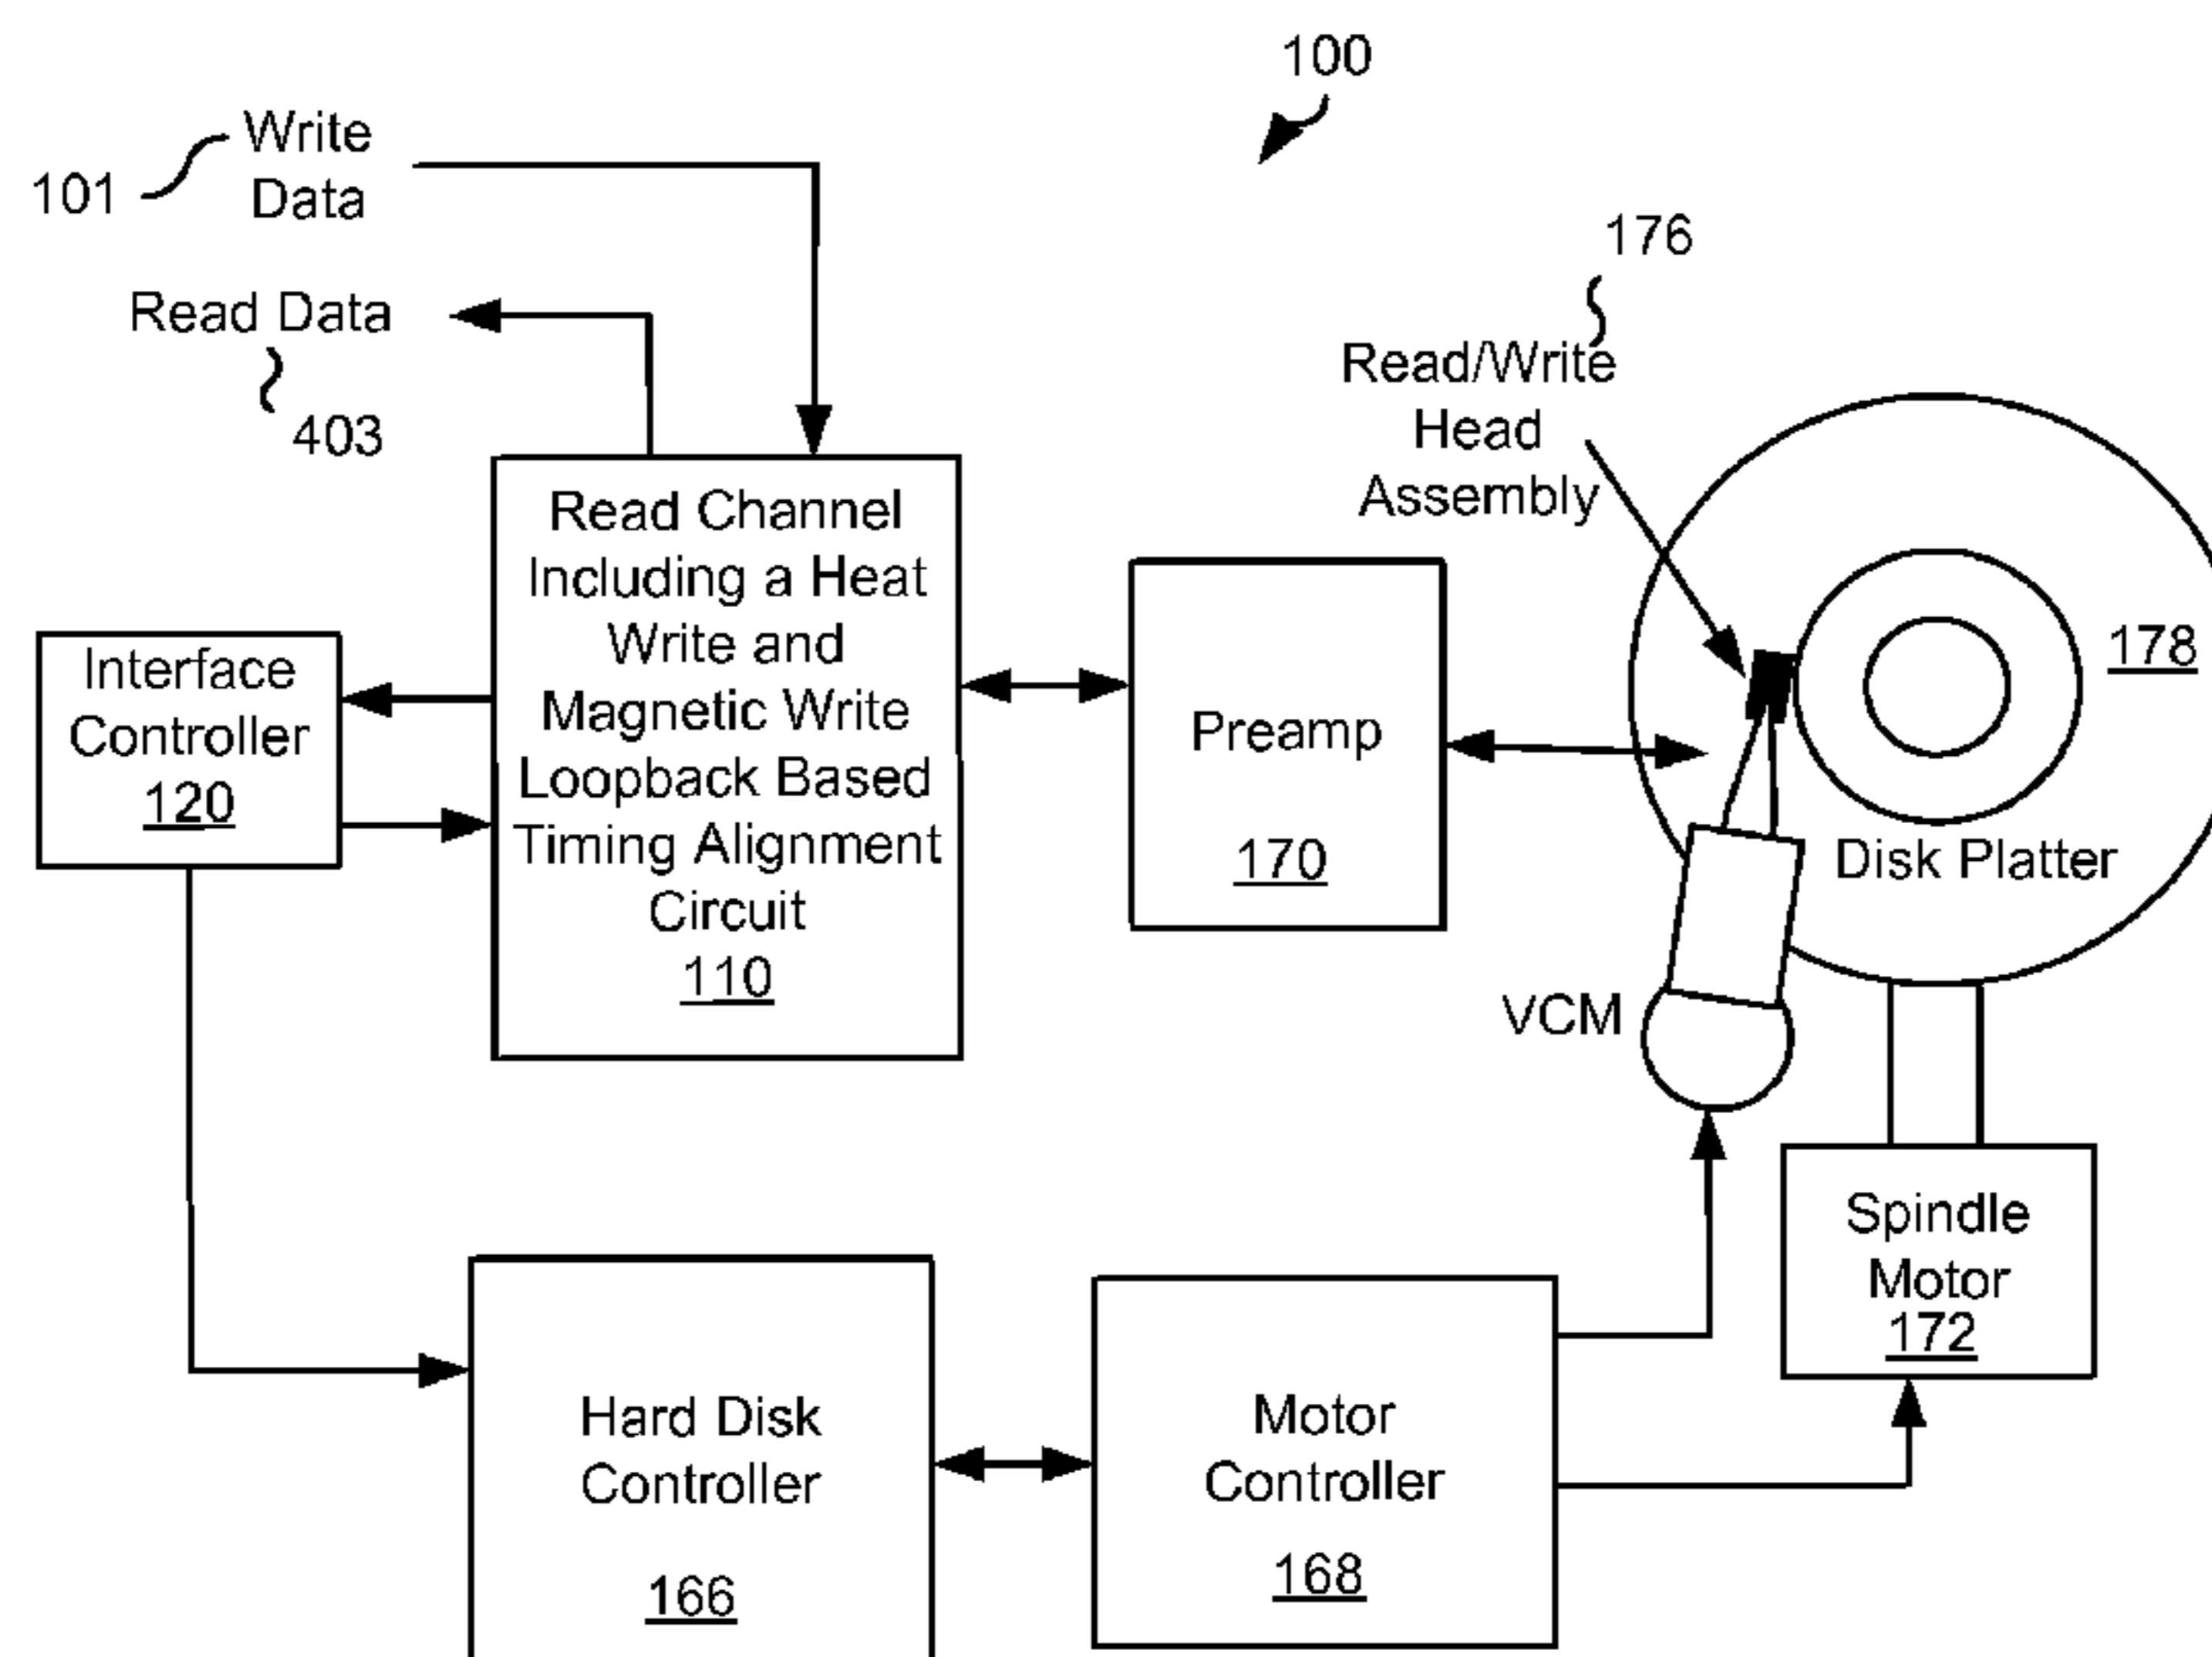 100
Write
Data
101
Read Data
403
176
Read/Write
Head
Assembly
Read Channel
Including a Heat
Write and
Magnetic Write
Loopback Based
Timing Alignment
Circuit
110
Interface
Controller
120
Preamp
170
178
Disk Platter
VCM
Spindle
Motor
172
Hard Disk
Controller
166
Motor
Controller
168